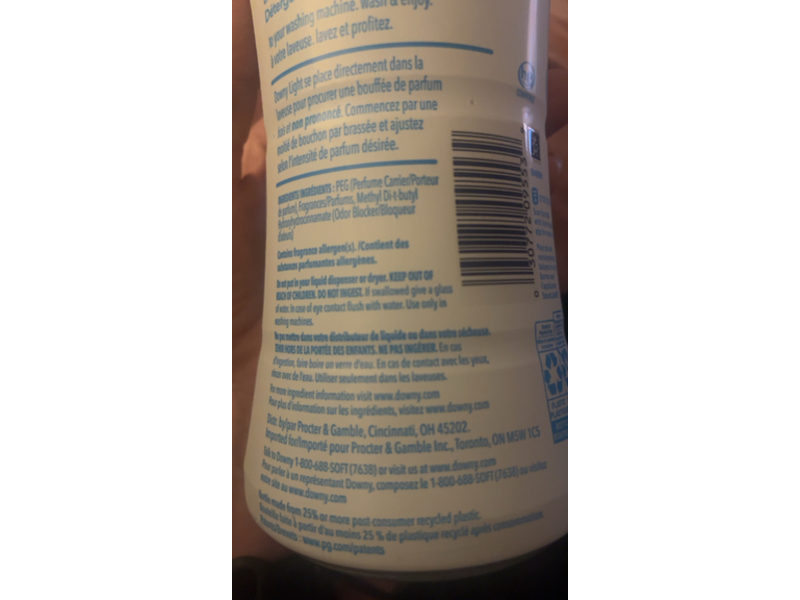 Déterge
to your washing machine. wash & enjoy.
à votre laveuse. lavez et profitez.
Downy Light se place directement dans la
laveuse pour procurer une bouffée de parfum
et non prononcé. Commencez par une
moitié de bouchon par brassée et ajustez
selon l'intensité de parfum désirée.
INGREDIENTS/INGRÉDIENTS : PEG (Perfume Carrier/Porteur
de parfum), Fragrances/Parfums, Methyl Di-t-butyl
Hydroxyhydrocinnamate (Odor Blocker/Bloqueur
d'odeurs)
Contains fragrance allergen(s). /Contient des
substances parfumantes allergènes.
Do not put in your liquid dispenser or dryer. KEEP OUT OF
REACH OF CHILDREN. DO NOT INGEST. If swallowed give a glass
of water. In case of eye contact flush with water. Use only in
washing machines.
Ne pas mettre dans votre distributeur de liquide ou dans votre sécheuse.
TENIR HORS DE LA PORTÉE DES ENFANTS. NE PAS INGÉRER. En cas
d'ingestion, faire boire un verre d'eau. En cas de contact avec les yeux,
rincer avec de l'eau. Utiliser seulement dans les laveuses.
For more ingredient information visit www.downy.com
Pour plus d'information sur les ingrédients, visitez www.downy.com
Distr. by/par Procter & Gamble, Cincinnati, OH 45202.
Imported for/Importé pour Procter & Gamble Inc., Toronto, ON M5W 1C5
Talk to Downy 1-800-688-SOFT (7638) or visit us at www.downy.com
Pour parler à un représentant Downy, composez le 1-800-688-SOFT (7638) ou visitez
notre site au www.downy.com
Bottle made from 25% or more post-consumer recycled plastic.
Bouteille faite à partir d'au moins 25 % de plastique recyclé après consommation.
Patents/Brevets : www.pg.com/patents
he
0 30772 09553